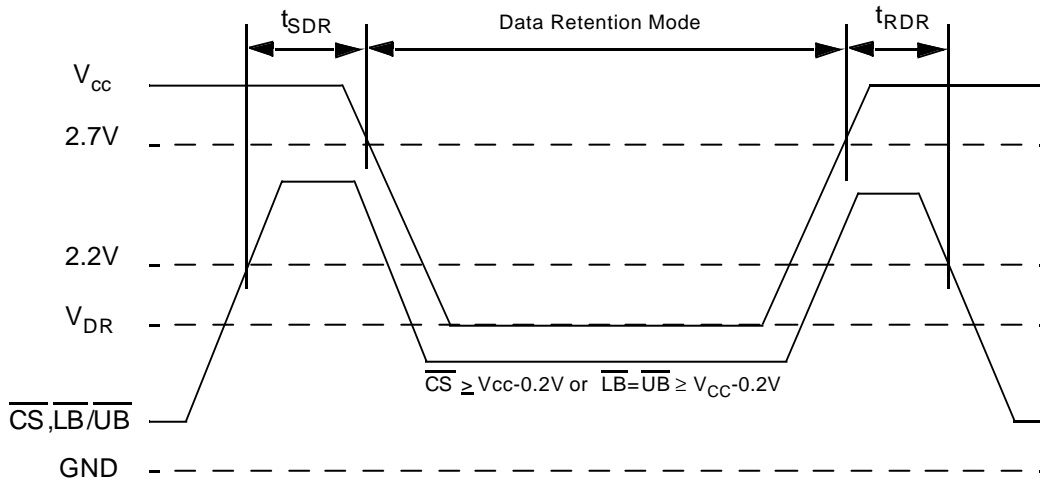 tSDR
Data Retention Mode
tRDR
Vcc
2.7V
2.2V
VDR
CS ≥ Vcc-0.2V or LB=UB ≥ VCC-0.2V
CS,LB/UB
GND